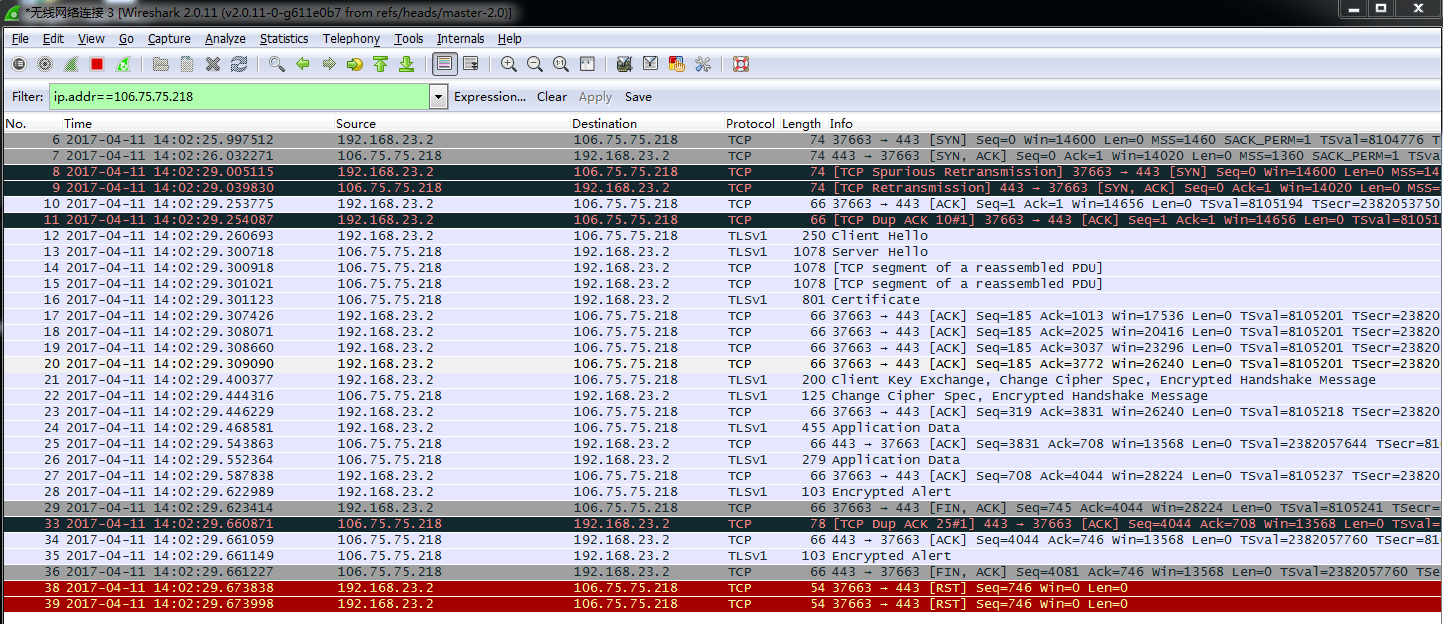 *无线网络连接 3 [Wireshark 2.0.11 (v2.0.11-0-g611e0b7 from refs/heads/master-2.0)]
File Edit View Go Capture Analyze Statistics Telephony Tools Internals Help
Filter: ip.addr==106.75.75.218 Expression... Clear Apply Save
No. Time Source Destination Protocol Length Info
6 2017-04-11 14:02:25.997512 192.168.23.2 106.75.75.218 TCP 74 37663 → 443 [SYN] Seq=0 Win=14600 Len=0 MSS=1460 SACK_PERM=1 TSval=8104776 T
7 2017-04-11 14:02:26.032271 106.75.75.218 192.168.23.2 TCP 74 443 → 37663 [SYN, ACK] Seq=0 Ack=1 Win=14020 Len=0 MSS=1360 SACK_PERM=1 TSva
8 2017-04-11 14:02:29.005115 192.168.23.2 106.75.75.218 TCP 74 [TCP Spurious Retransmission] 37663 → 443 [SYN] Seq=0 Win=14600 Len=0 MSS=14
9 2017-04-11 14:02:29.039830 106.75.75.218 192.168.23.2 TCP 74 [TCP Retransmission] 443 → 37663 [SYN, ACK] Seq=0 Ack=1 Win=14020 Len=0 MSS=
10 2017-04-11 14:02:29.253775 192.168.23.2 106.75.75.218 TCP 66 37663 → 443 [ACK] Seq=1 Ack=1 Win=14656 Len=0 TSval=8105194 TSecr=2382053750
11 2017-04-11 14:02:29.254087 192.168.23.2 106.75.75.218 TCP 66 [TCP Dup ACK 10#1] 37663 → 443 [ACK] Seq=1 Ack=1 Win=14656 Len=0 TSval=81051
12 2017-04-11 14:02:29.260693 192.168.23.2 106.75.75.218 TLSv1 250 Client Hello
13 2017-04-11 14:02:29.300718 106.75.75.218 192.168.23.2 TLSv1 1078 Server Hello
14 2017-04-11 14:02:29.300918 106.75.75.218 192.168.23.2 TCP 1078 [TCP segment of a reassembled PDU]
15 2017-04-11 14:02:29.301021 106.75.75.218 192.168.23.2 TCP 1078 [TCP segment of a reassembled PDU]
16 2017-04-11 14:02:29.301123 106.75.75.218 192.168.23.2 TLSv1 801 Certificate
17 2017-04-11 14:02:29.307426 192.168.23.2 106.75.75.218 TCP 66 37663 → 443 [ACK] Seq=185 Ack=1013 Win=17536 Len=0 TSval=8105201 TSecr=23820
18 2017-04-11 14:02:29.308071 192.168.23.2 106.75.75.218 TCP 66 37663 → 443 [ACK] Seq=185 Ack=2025 Win=20416 Len=0 TSval=8105201 TSecr=23820
19 2017-04-11 14:02:29.308660 192.168.23.2 106.75.75.218 TCP 66 37663 → 443 [ACK] Seq=185 Ack=3037 Win=23296 Len=0 TSval=8105201 TSecr=23820
20 2017-04-11 14:02:29.309090 192.168.23.2 106.75.75.218 TCP 66 37663 → 443 [ACK] Seq=185 Ack=3772 Win=26240 Len=0 TSval=8105201 TSecr=23820
21 2017-04-11 14:02:29.400377 192.168.23.2 106.75.75.218 TLSv1 200 Client Key Exchange, Change Cipher Spec, Encrypted Handshake Message
22 2017-04-11 14:02:29.444316 106.75.75.218 192.168.23.2 TLSv1 125 Change Cipher Spec, Encrypted Handshake Message
23 2017-04-11 14:02:29.446229 192.168.23.2 106.75.75.218 TCP 66 37663 → 443 [ACK] Seq=319 Ack=3831 Win=26240 Len=0 TSval=8105218 TSecr=23820
24 2017-04-11 14:02:29.468581 192.168.23.2 106.75.75.218 TLSv1 455 Application Data
25 2017-04-11 14:02:29.543863 106.75.75.218 192.168.23.2 TCP 66 443 → 37663 [ACK] Seq=3831 Ack=708 Win=13568 Len=0 TSval=2382057644 TSecr=81
26 2017-04-11 14:02:29.552364 106.75.75.218 192.168.23.2 TLSv1 279 Application Data
27 2017-04-11 14:02:29.587838 192.168.23.2 106.75.75.218 TCP 66 37663 → 443 [ACK] Seq=708 Ack=4044 Win=28224 Len=0 TSval=8105237 TSecr=23820
28 2017-04-11 14:02:29.622989 192.168.23.2 106.75.75.218 TLSv1 103 Encrypted Alert
29 2017-04-11 14:02:29.623414 192.168.23.2 106.75.75.218 TCP 66 37663 → 443 [FIN, ACK] Seq=745 Ack=4044 Win=28224 Len=0 TSval=8105241 TSecr=
33 2017-04-11 14:02:29.660871 106.75.75.218 192.168.23.2 TCP 78 [TCP Dup ACK 25#1] 443 → 37663 [ACK] Seq=4044 Ack=708 Win=13568 Len=0 TSval=
34 2017-04-11 14:02:29.661059 106.75.75.218 192.168.23.2 TCP 66 443 → 37663 [ACK] Seq=4044 Ack=746 Win=13568 Len=0 TSval=2382057760 TSecr=81
35 2017-04-11 14:02:29.661149 106.75.75.218 192.168.23.2 TLSv1 103 Encrypted Alert
36 2017-04-11 14:02:29.661227 106.75.75.218 192.168.23.2 TCP 66 443 → 37663 [FIN, ACK] Seq=4081 Ack=746 Win=13568 Len=0 TSval=2382057760 TSe
38 2017-04-11 14:02:29.673838 192.168.23.2 106.75.75.218 TCP 54 37663 → 443 [RST] Seq=746 Win=0 Len=0
39 2017-04-11 14:02:29.673998 192.168.23.2 106.75.75.218 TCP 54 37663 → 443 [RST] Seq=746 Win=0 Len=0